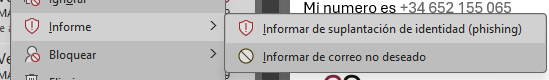 Ignorar
Mi numero es +34 652 155 065
Informe
Informar de suplantación de identidad (phishing)
Bloquear
Informar de correo no deseado